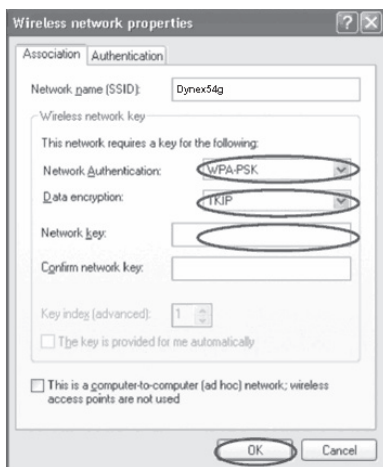 Wireless network properties
Association Authentication
Network name (SSID): Dynex54g
Wireless network key
This network requires a key for the following:
Network Authentication: WPA-PSK
Data encryption: TKIP
Network key:
Confirm network key:
Key index (advanced): 1
The key is provided for me automatically
This is a computer-to-computer (ad hoc) network; wireless
access points are not used
OK Cancel